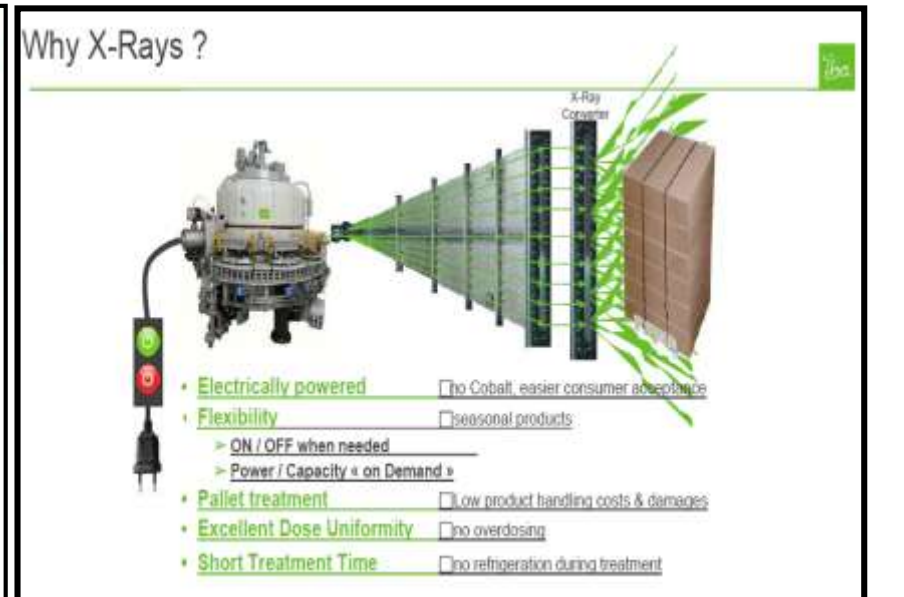 Why X-Rays ?
iba
X-Ray
Converter
• Electrically powered □no Cobalt, easier consumer acceptance
• Flexibility □seasonal products
➢ ON / OFF when needed
➢ Power / Capacity « on Demand »
• Pallet treatment □Low product handling costs & damages
• Excellent Dose Uniformity □no overdosing
• Short Treatment Time □no refrigeration during treatment